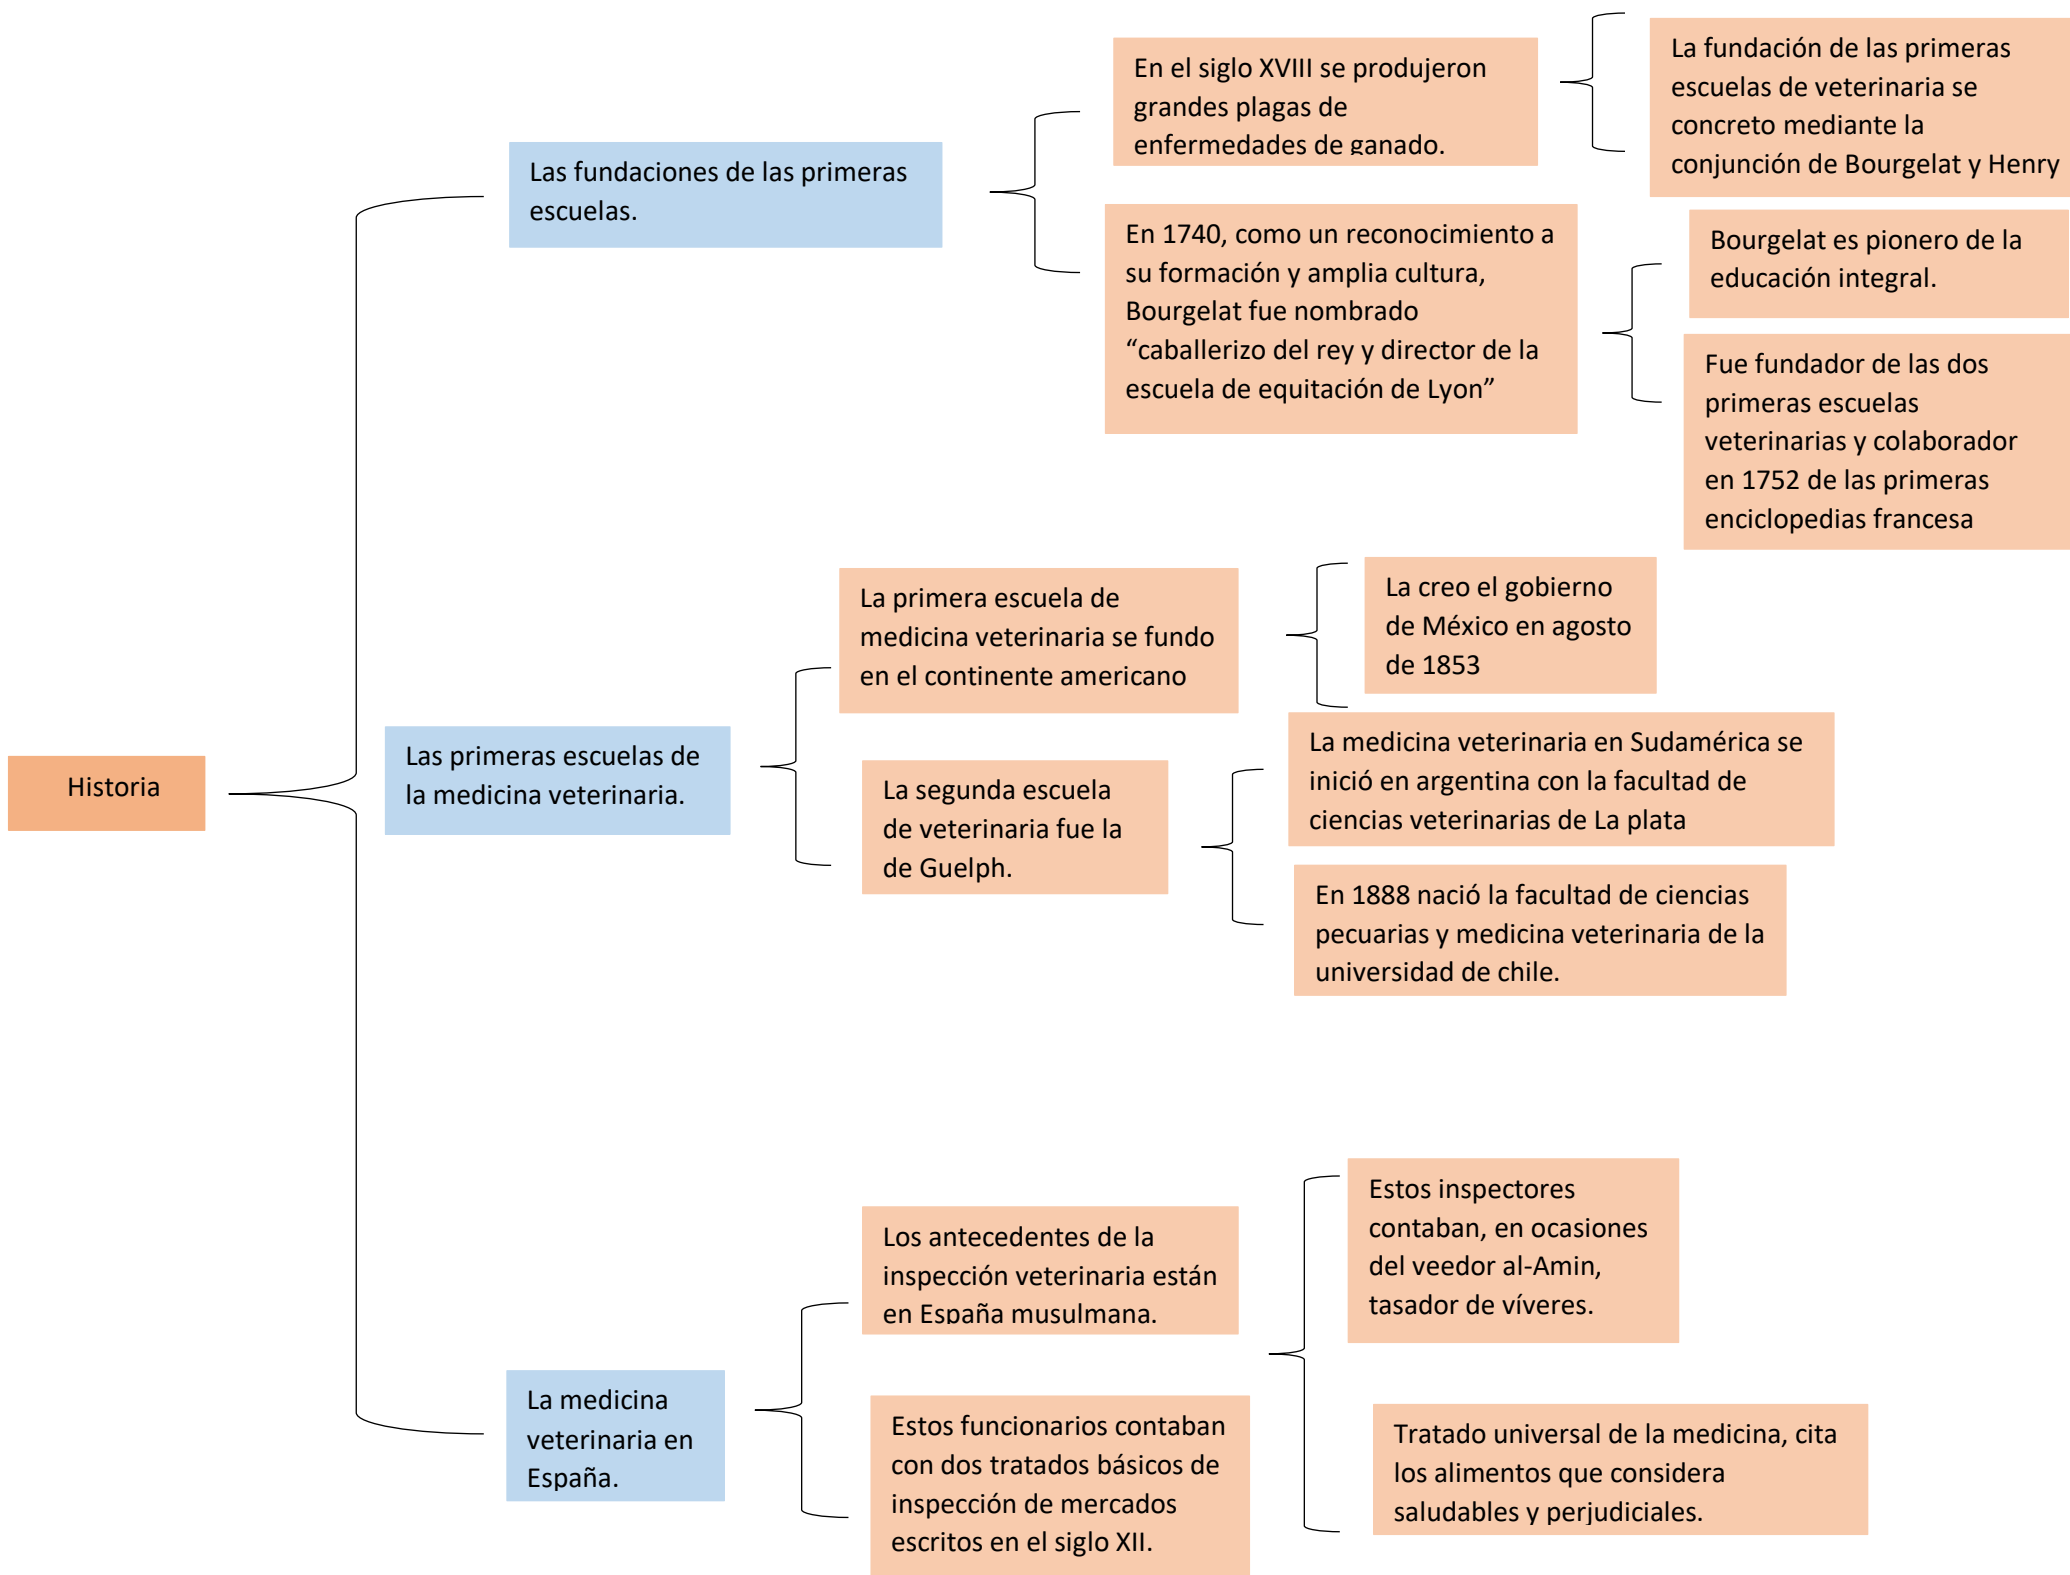 Historia
Las fundaciones de las primeras
escuelas.
En el siglo XVIII se produjeron
grandes plagas de
enfermedades de ganado.
La fundación de las primeras
escuelas de veterinaria se
concreto mediante la
conjunción de Bourgelat y Henry
En 1740, como un reconocimiento a
su formación y amplia cultura,
Bourgelat fue nombrado
“caballerizo del rey y director de la
escuela de equitación de Lyon”
Bourgelat es pionero de la
educación integral.
Fue fundador de las dos
primeras escuelas
veterinarias y colaborador
en 1752 de las primeras
enciclopedias francesa
Las primeras escuelas de
la medicina veterinaria.
La primera escuela de
medicina veterinaria se fundo
en el continente americano
La creo el gobierno
de México en agosto
de 1853
La segunda escuela
de veterinaria fue la
de Guelph.
La medicina veterinaria en Sudamérica se
inició en argentina con la facultad de
ciencias veterinarias de La plata
En 1888 nació la facultad de ciencias
pecuarias y medicina veterinaria de la
universidad de chile.
La medicina
veterinaria en
España.
Los antecedentes de la
inspección veterinaria están
en España musulmana.
Estos inspectores
contaban, en ocasiones
del veedor al-Amin,
tasador de víveres.
Tratado universal de la medicina, cita
los alimentos que considera
saludables y perjudiciales.
Estos funcionarios contaban
con dos tratados básicos de
inspección de mercados
escritos en el siglo XII.